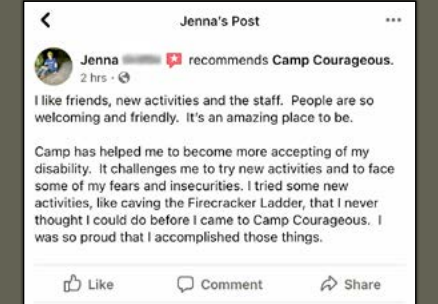 Jenna's Post
Jenna recommends Camp Courageous.
2 hrs ·
I like friends, new activities and the staff. People are so
welcoming and friendly. It's an amazing place to be.
Camp has helped me to become more accepting of my
disability. It challenges me to try new activities and to face
some of my fears and insecurities. I tried some new
activities, like caving the Firecracker Ladder, that I never
thought I could do before I came to Camp Courageous. I
was so proud that I accomplished those things.
Like Comment Share